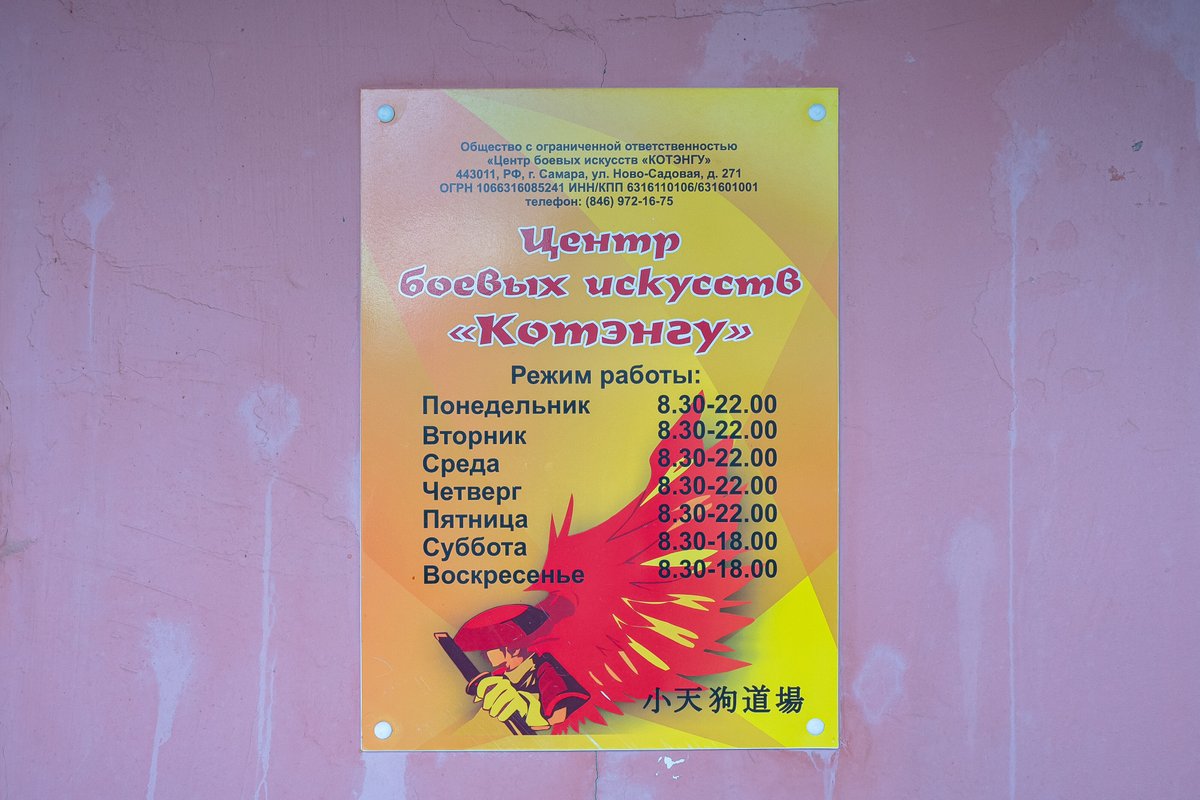 Общество с ограниченной ответственностью
«Центр боевых искусств «КОТЭНГУ»
443011, РФ, г. Самара, ул. Ново-Садовая, д. 271
ОГРН 1066316085241 ИНН/КПП 6316110106/631601001
телефон: (846) 972-16-75
Центр
боевых искусств
«Котэнгу»
Режим работы:
Понедельник 8.30-22.00
Вторник 8.30-22.00
Среда 8.30-22.00
Четверг 8.30-22.00
Пятница 8.30-22.00
Суббота 8.30-18.00
Воскресенье 8.30-18.00
小天狗道場